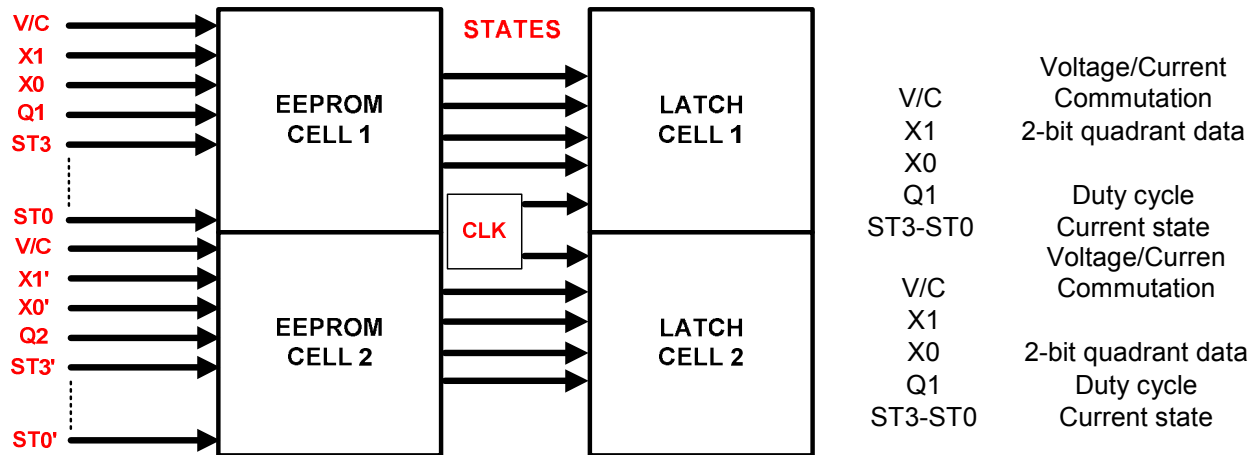 V/C
X1
X0
Q1
ST3
ST0
V/C
X1'
X0'
Q2
ST3'
ST0'
EEPROM
CELL 1
EEPROM
CELL 2
STATES
CLK
LATCH
CELL 1
LATCH
CELL 2
Voltage/Current
V/C Commutation
X1 2-bit quadrant data
X0
Q1 Duty cycle
ST3-ST0 Current state
Voltage/Curren
V/C Commutation
X1
X0 2-bit quadrant data
Q1 Duty cycle
ST3-ST0 Current state